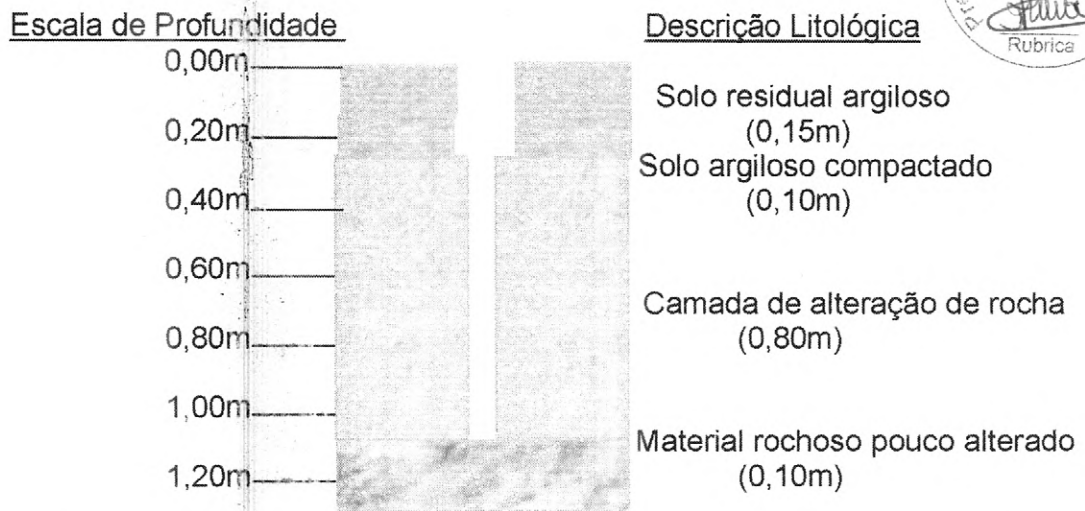 Escala de Profundidade
Descrição Litológica
Rubrica
0,00m
Solo residual argiloso
(0,15m)
0,20m
Solo argiloso compactado
(0,10m)
0,40m
0,60m
Camada de alteração de rocha
(0,80m)
0,80m
1,00m
Material rochoso pouco alterado
(0,10m)
1,20m